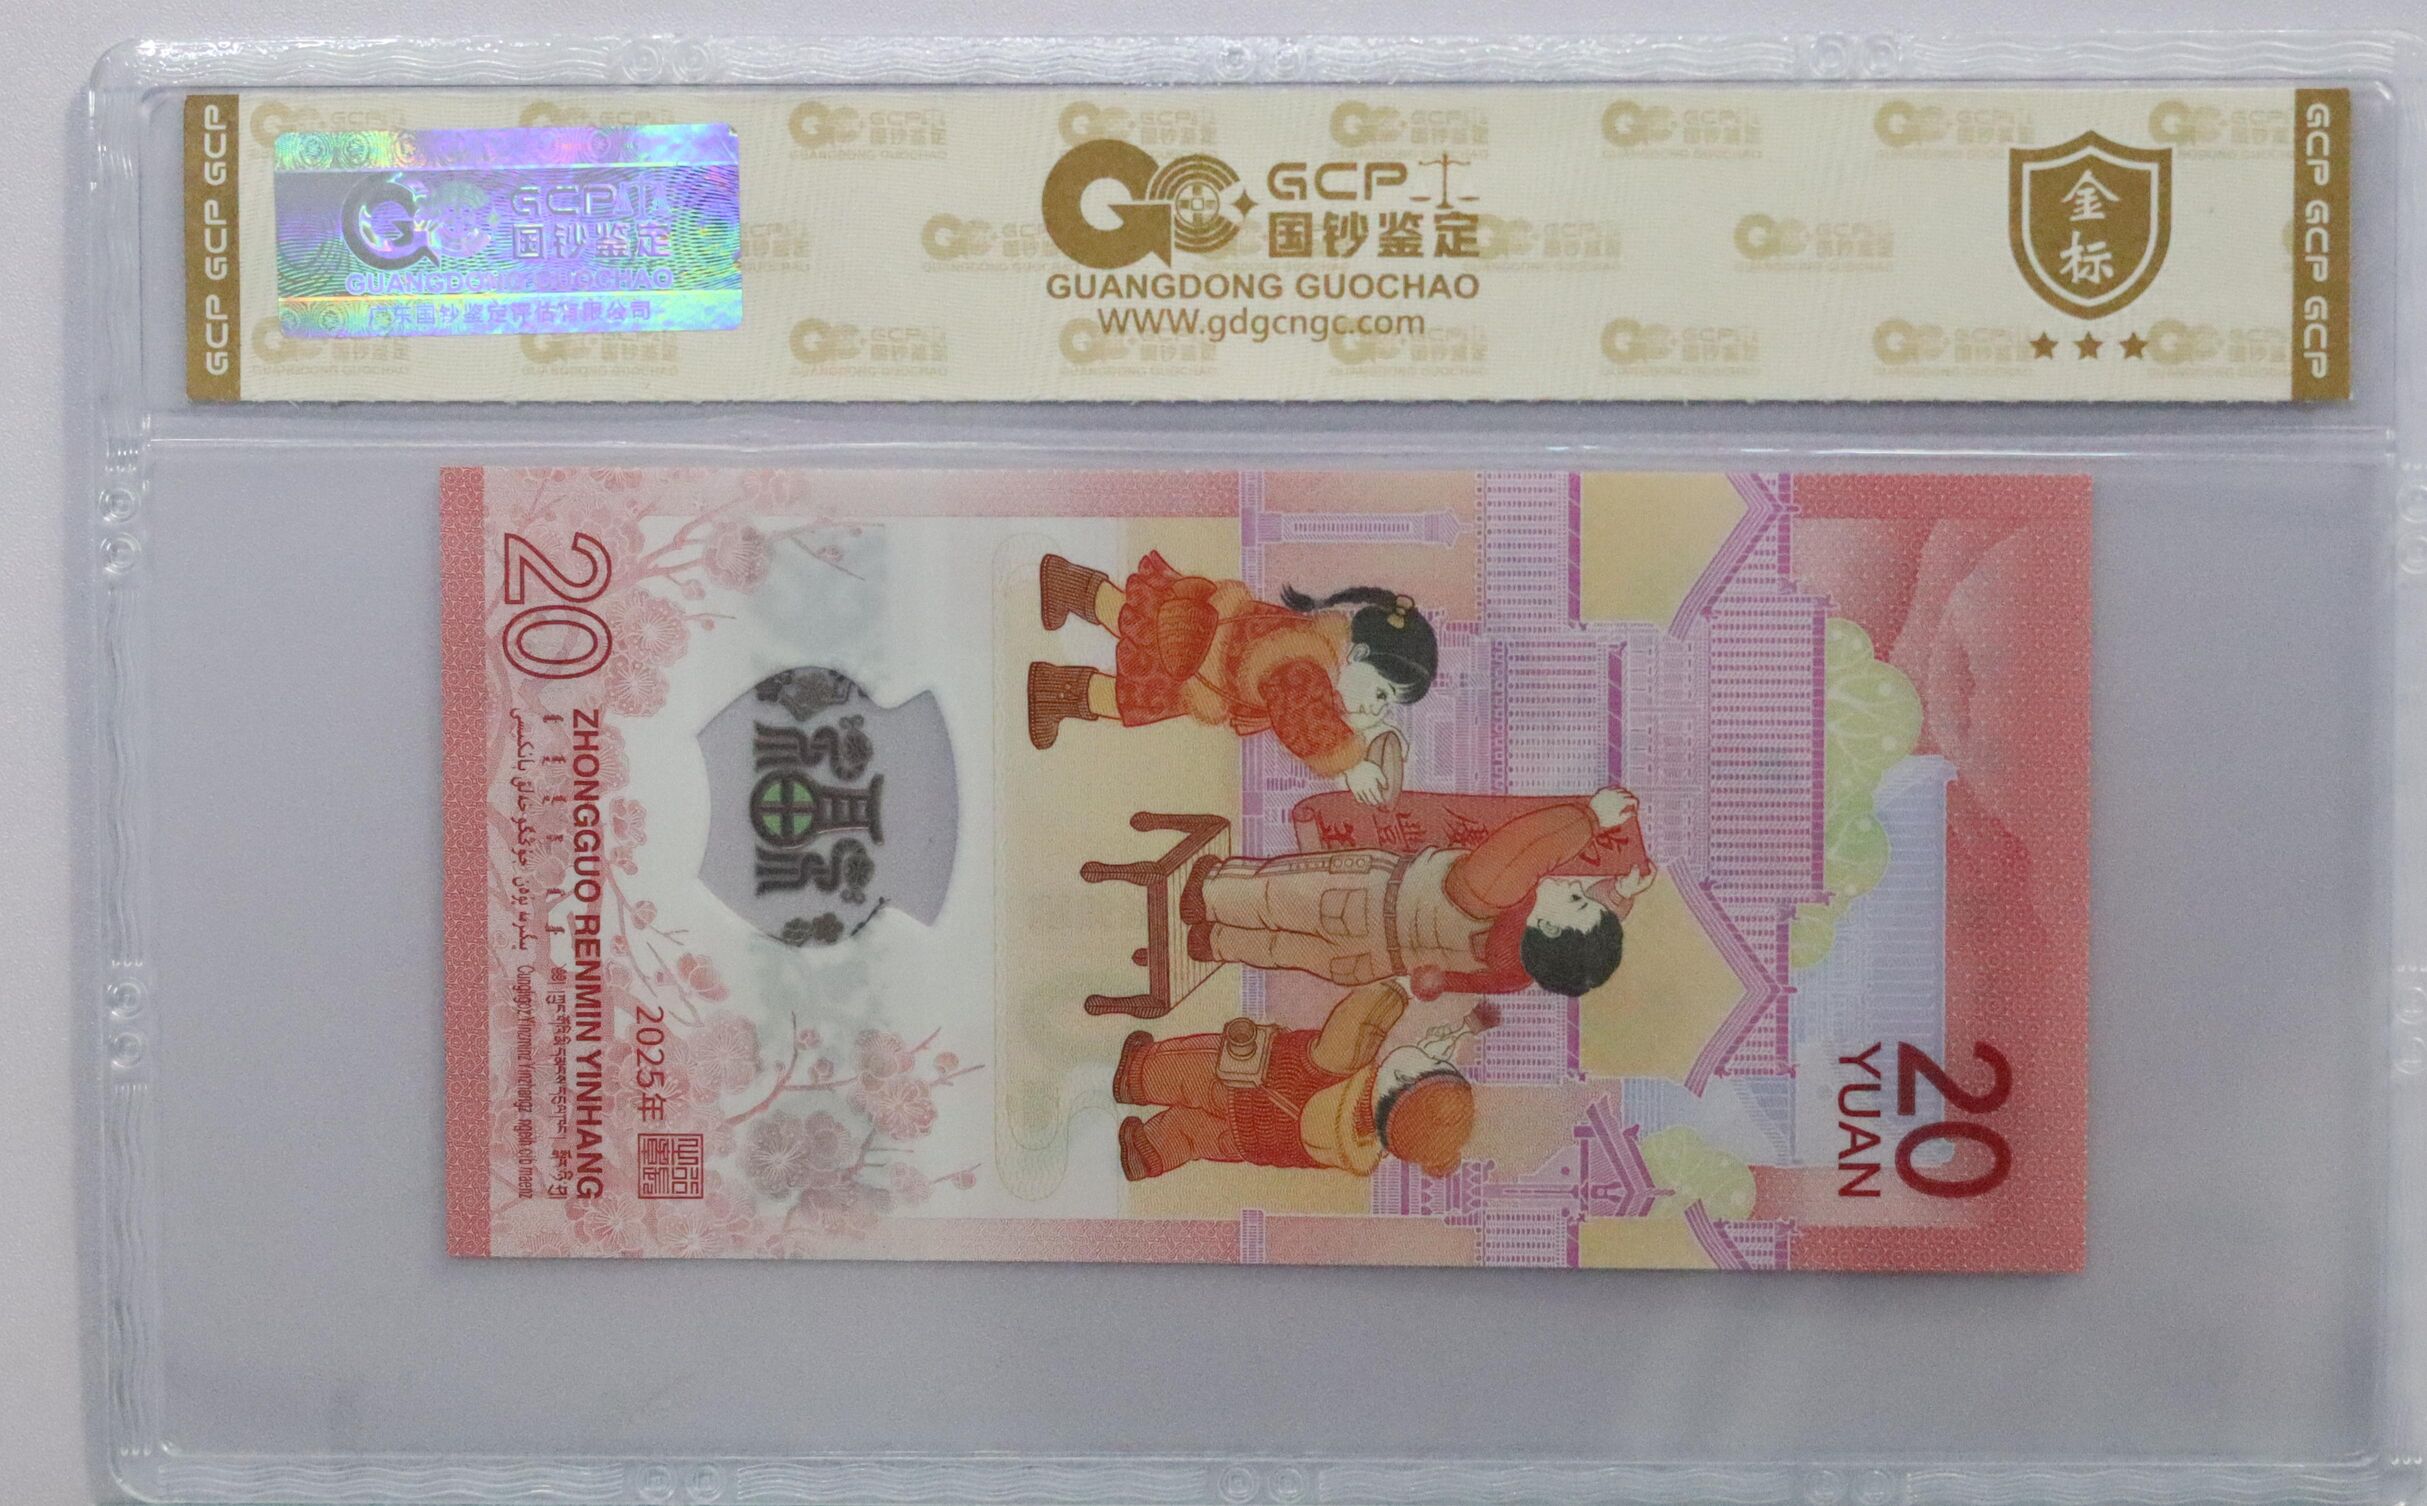 GCP GCP GCP
GCP
国钞鉴定
GUANGDONG GUOCHAO
广东国钞鉴定评估有限公司
GCP
国钞鉴定
GUANGDONG GUOCHAO
WWW.gdgcngc.com
金标
GCP GCP GCP
20
YUAN
2025年
ZHONGGUO RENMIN YINHANG
20